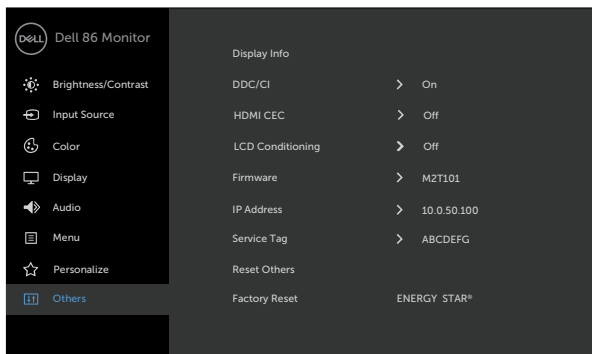 DELL Dell 86 Monitor
Brightness/Contrast
Input Source
Color
Display
Audio
Menu
Personalize
Others
Display Info
DDC/CI > On
HDMI CEC > Off
LCD Conditioning > Off
Firmware > M2T101
IP Address > 10.0.50.100
Service Tag > ABCDEFG
Reset Others
Factory Reset ENERGY STAR®